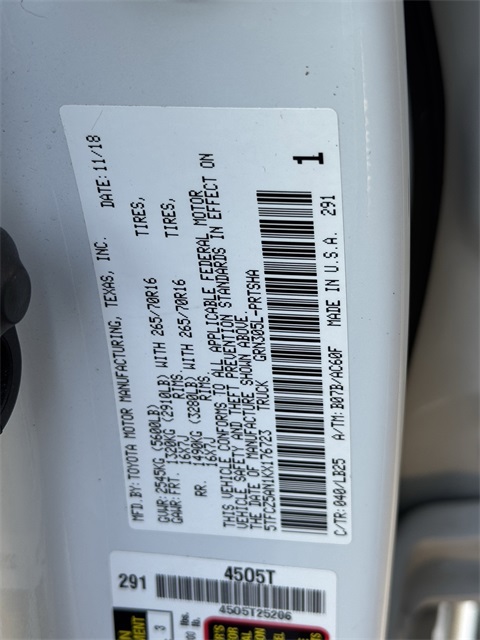 MFD.BY:TOYOTA MOTOR MANUFACTURING, TEXAS, INC. DATE: 11/18
GVWR: 2545KG (5600LB)
GAWR: FRT. 1320KG (2910LB) WITH 265/70R16 TIRES,
16X7J RIMS,
RR. 1490KG (3280LB) WITH 265/70R16 TIRES,
16X7J RIMS.
THIS VEHICLE CONFORMS TO ALL APPLICABLE FEDERAL MOTOR
VEHICLE SAFETY AND THEFT PREVENTION STANDARDS IN EFFECT ON
THE DATE OF MANUFACTURE SHOWN ABOVE.
5TFCZ5AN1KX176723 TRUCK GRN305L-PRTSHA
1
C/TR: 040/LB25 A/TM: B07B/AC60F MADE IN U.S.A. 291
291 4505T
4505T25206
3